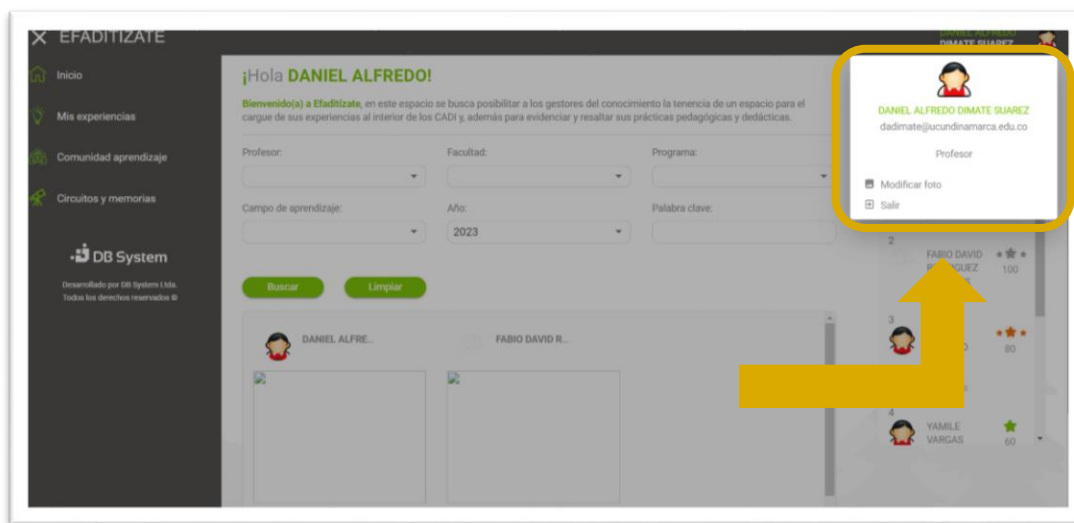 EFADITIZATE
DANIEL ALFREDO
DIMATE SUAREZ
Inicio
Mis experiencias
Comunidad aprendizaje
Circuitos y memorias
DB System
Desarrollado por DB System Ltda.
Todos los derechos reservados ©
¡Hola DANIEL ALFREDO!
Bienvenido(a) a Efaditízate, en este espacio se busca posibilitar a los gestores del conocimiento la tenencia de un espacio para el
cargue de sus experiencias al interior de los CADI y, además para evidenciar y resaltar sus prácticas pedagógicas y dedácticas.
Profesor:
Facultad:
Programa:
Campo de aprendizaje:
Año:
Palabra clave:
2023
Buscar
Limpiar
DANIEL ALFRE...
FABIO DAVID R...
DANIEL ALFREDO DIMATE SUAREZ
dadimate@ucundinamarca.edu.co
Profesor
Modificar foto
Salir
2
FABIO DAVID
100
3
80
4
YAMILE
VARGAS
60